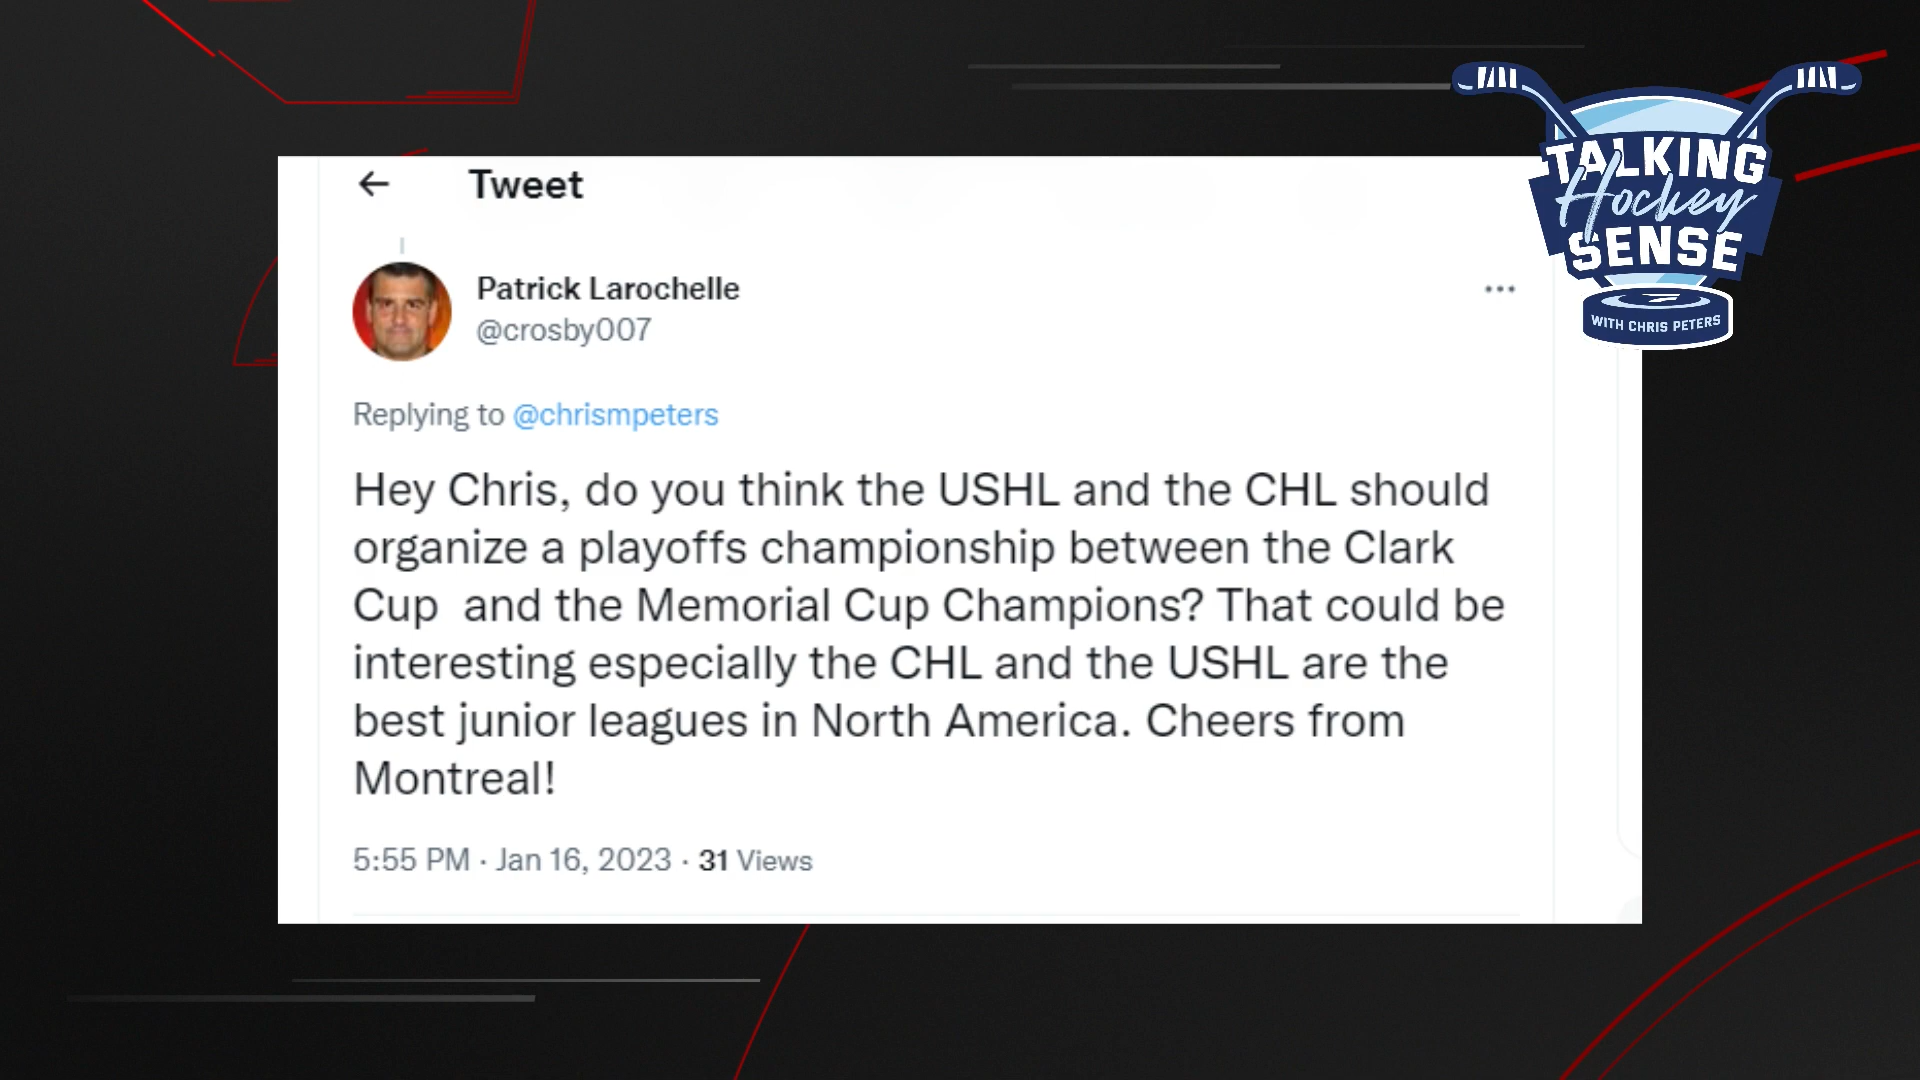 Tweet
Patrick Larochelle
@crosby007
Replying to @chrismpeters
Hey Chris, do you think the USHL and the CHL should
organize a playoffs championship between the Clark
Cup  and the Memorial Cup Champions? That could be
interesting especially the CHL and the USHL are the
best junior leagues in North America. Cheers from
Montreal!
5:55 PM · Jan 16, 2023 · 31 Views
TALKING
Hockey
SENSE
WITH CHRIS PETERS